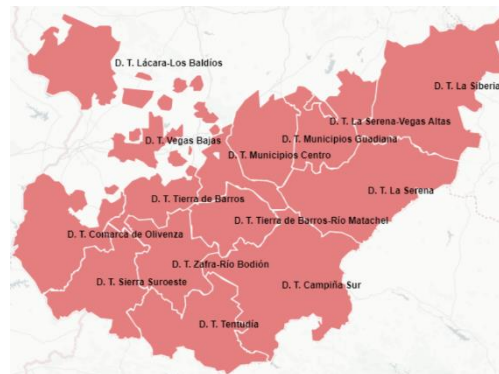 D. T. Lácara-Los Baldíos
D. T. La Siberia
D. T. La Serena-Vegas Altas
D. T. Vegas Bajas
D. T. Municipios Guadiana
D. T. Municipios Centro
D. T. La Serena
D. T. Tierra de Barros
D. T. Tierra de Barros-Río Matachel
D. T. Comarca de Olivenza
D. T. Zafra-Río Bodión
D. T. Sierra Suroeste
D. T. Campiña Sur
D. T. Tentudía